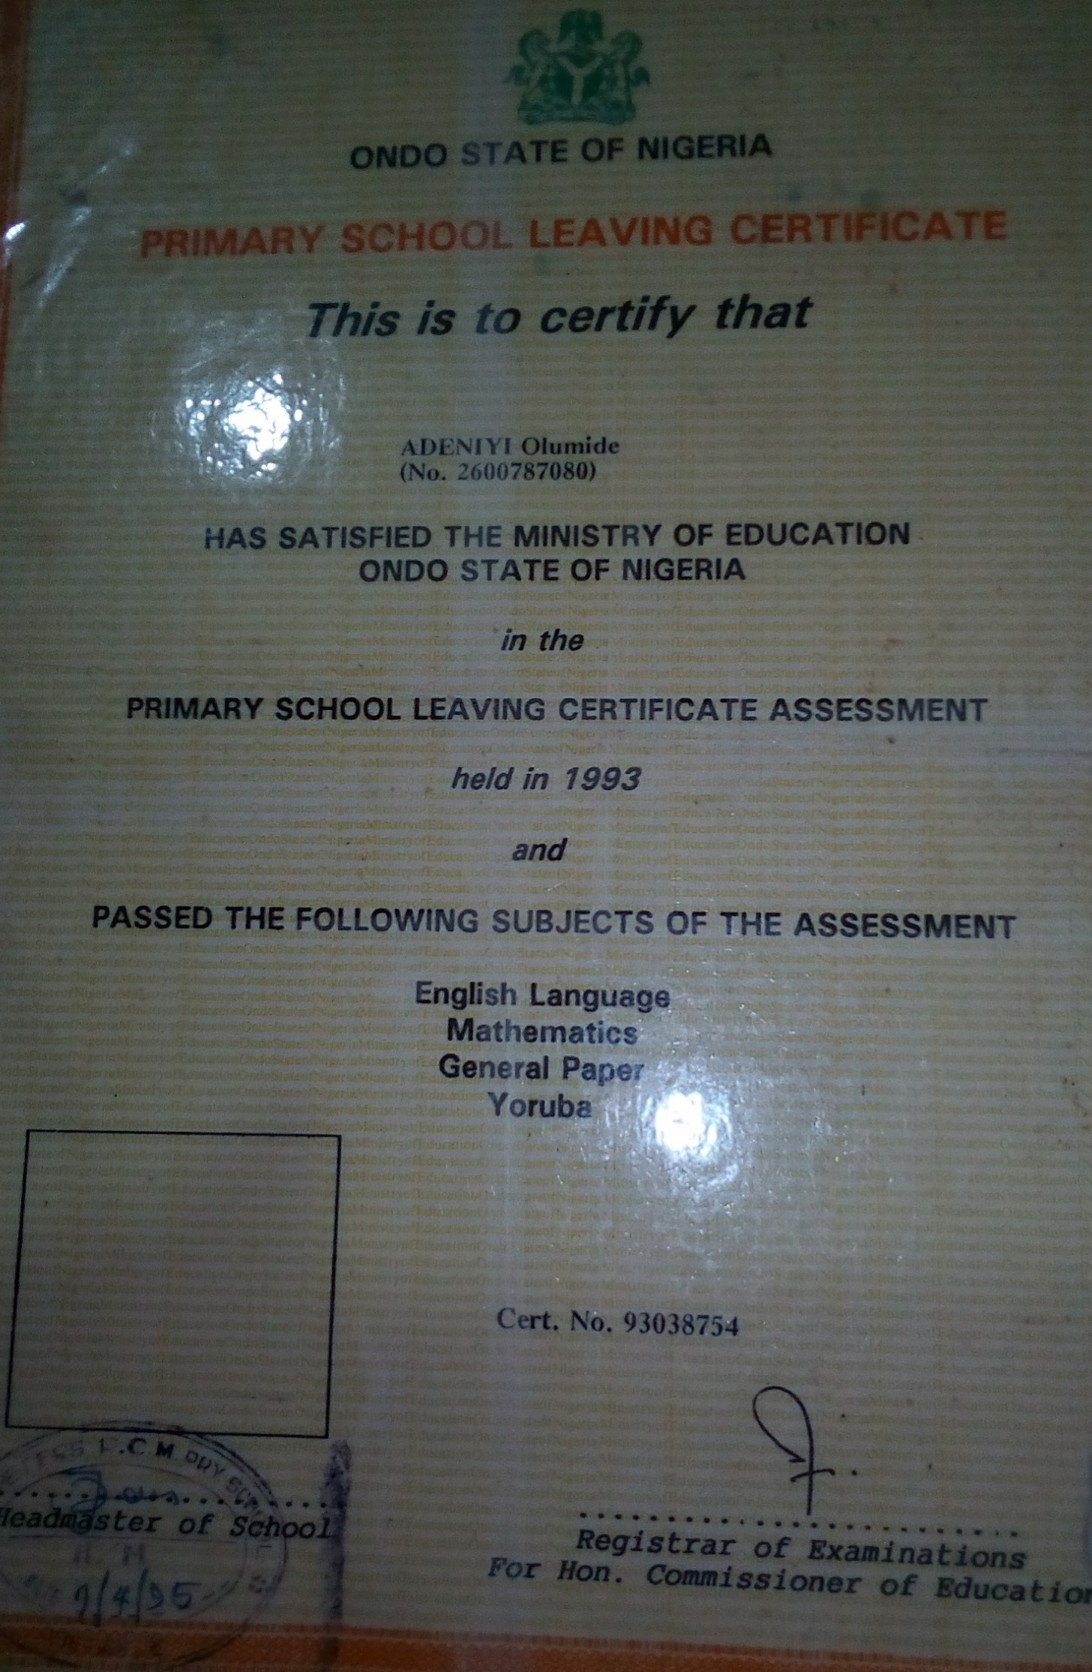 ONDO STATE OF NIGERIA
PRIMARY SCHOOL LEAVING CERTIFICATE
This is to certify that
ADENIYI Olumide
(No. 2600787080)
HAS SATISFIED THE MINISTRY OF EDUCATION
ONDO STATE OF NIGERIA
in the
PRIMARY SCHOOL LEAVING CERTIFICATE ASSESSMENT
held in 1993
and
PASSED THE FOLLOWING SUBJECTS OF THE ASSESSMENT
English Language
Mathematics
General Paper
Yoruba
Cert. No. 93038754
R.C.M
Headmaster of School
H. M
9/4/95
Registrar of Examinations
For Hon. Commissioner of Education